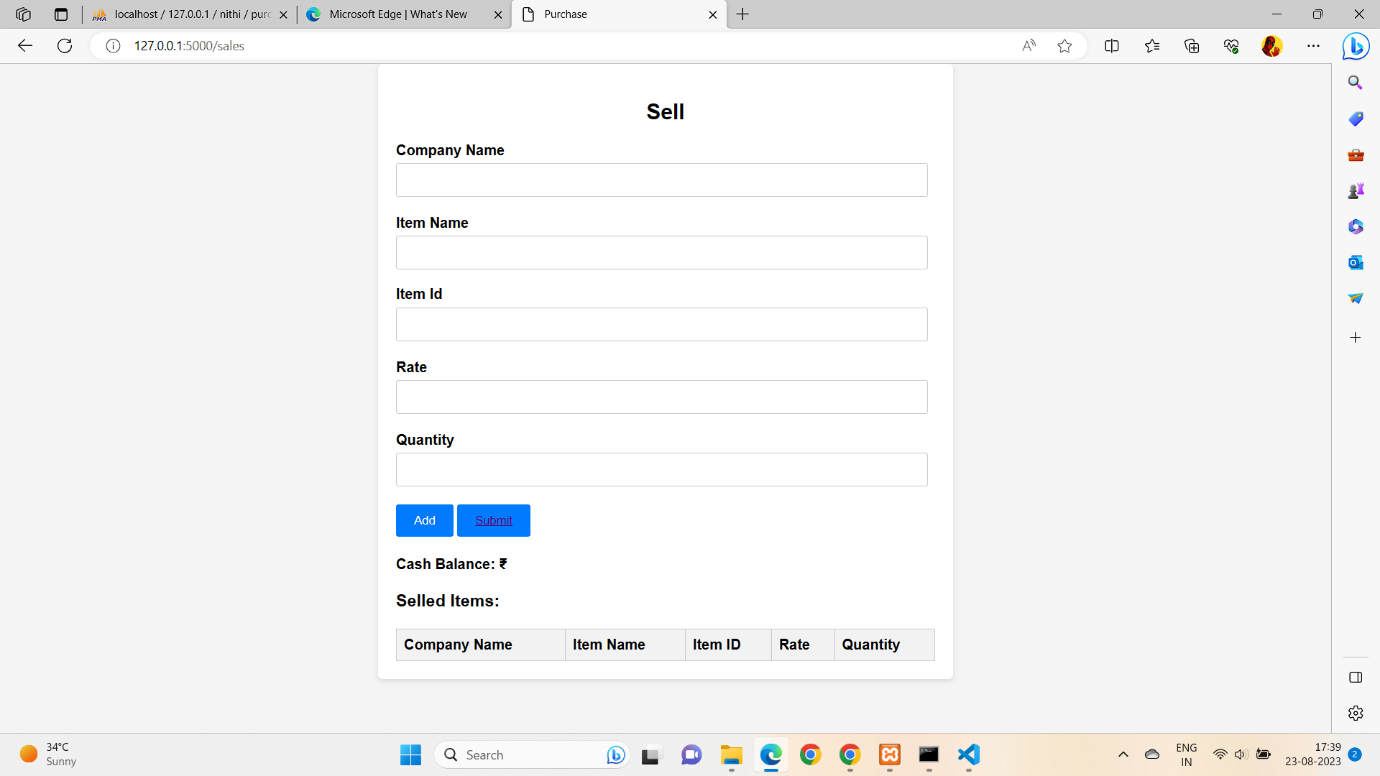 localhost / 127.0.0.1 / nithi / purc
Microsoft Edge | What's New
Purchase
127.0.0.1:5000/sales
Sell
Company Name
Item Name
Item Id
Rate
Quantity
Add Submit
Cash Balance: ₹
Selled Items:
Company Name Item Name Item ID Rate Quantity
34°C
Sunny
Search
ENG
IN
17:39
23-08-2023
2